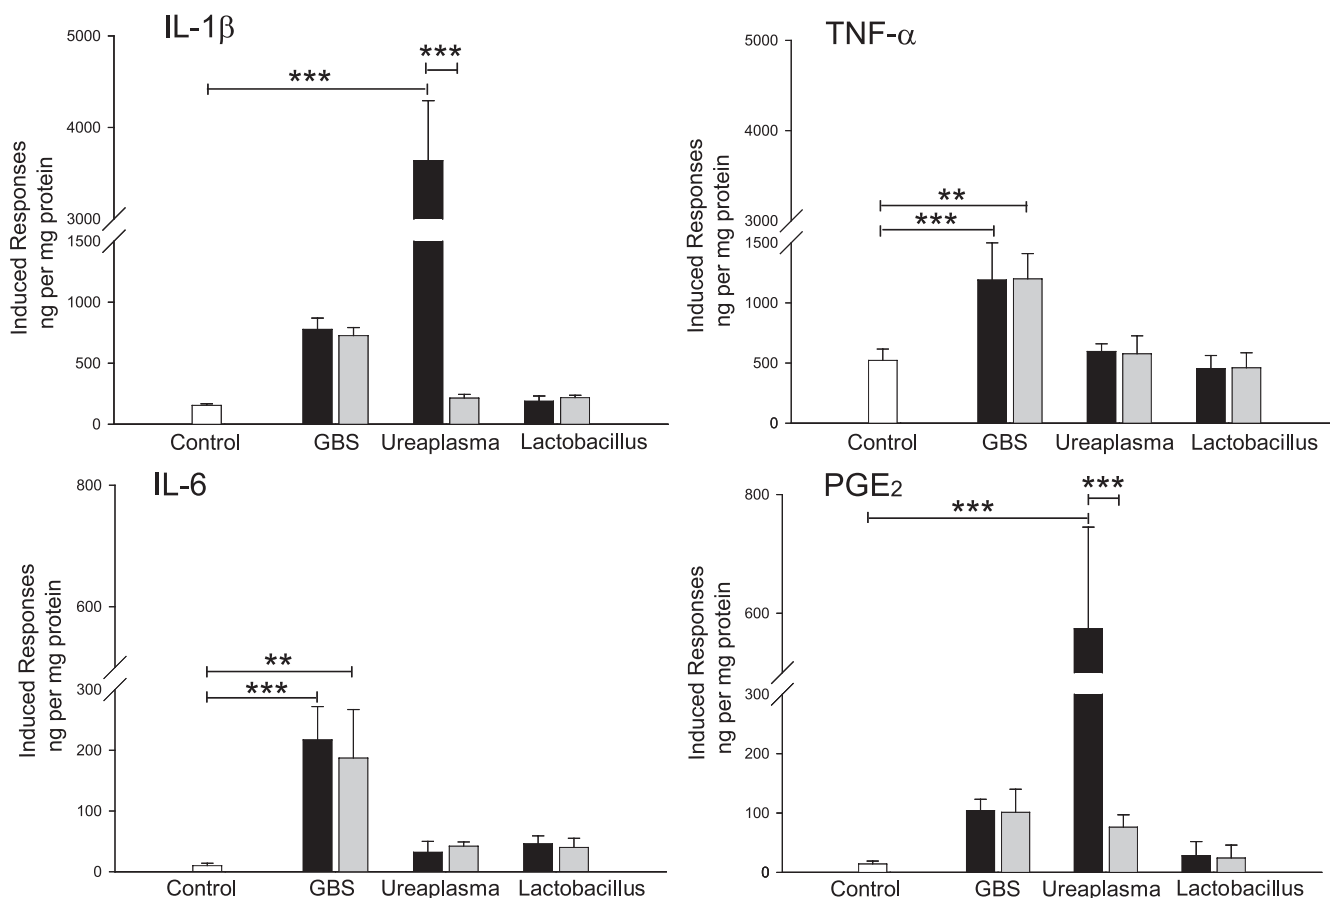 IL-1β
5000
4000
3000
1500
1000
500
0
Induced Responses
ng per mg protein
***
***
Control
GBS
Ureaplasma
Lactobacillus
TNF-α
5000
4000
3000
1500
1000
500
0
Induced Responses
ng per mg protein
**
***
Control
GBS
Ureaplasma
Lactobacillus
IL-6
800
600
300
200
100
0
Induced Responses
ng per mg protein
**
***
Control
GBS
Ureaplasma
Lactobacillus
PGE2
800
600
300
200
100
0
Induced Responses
ng per mg protein
***
***
Control
GBS
Ureaplasma
Lactobacillus